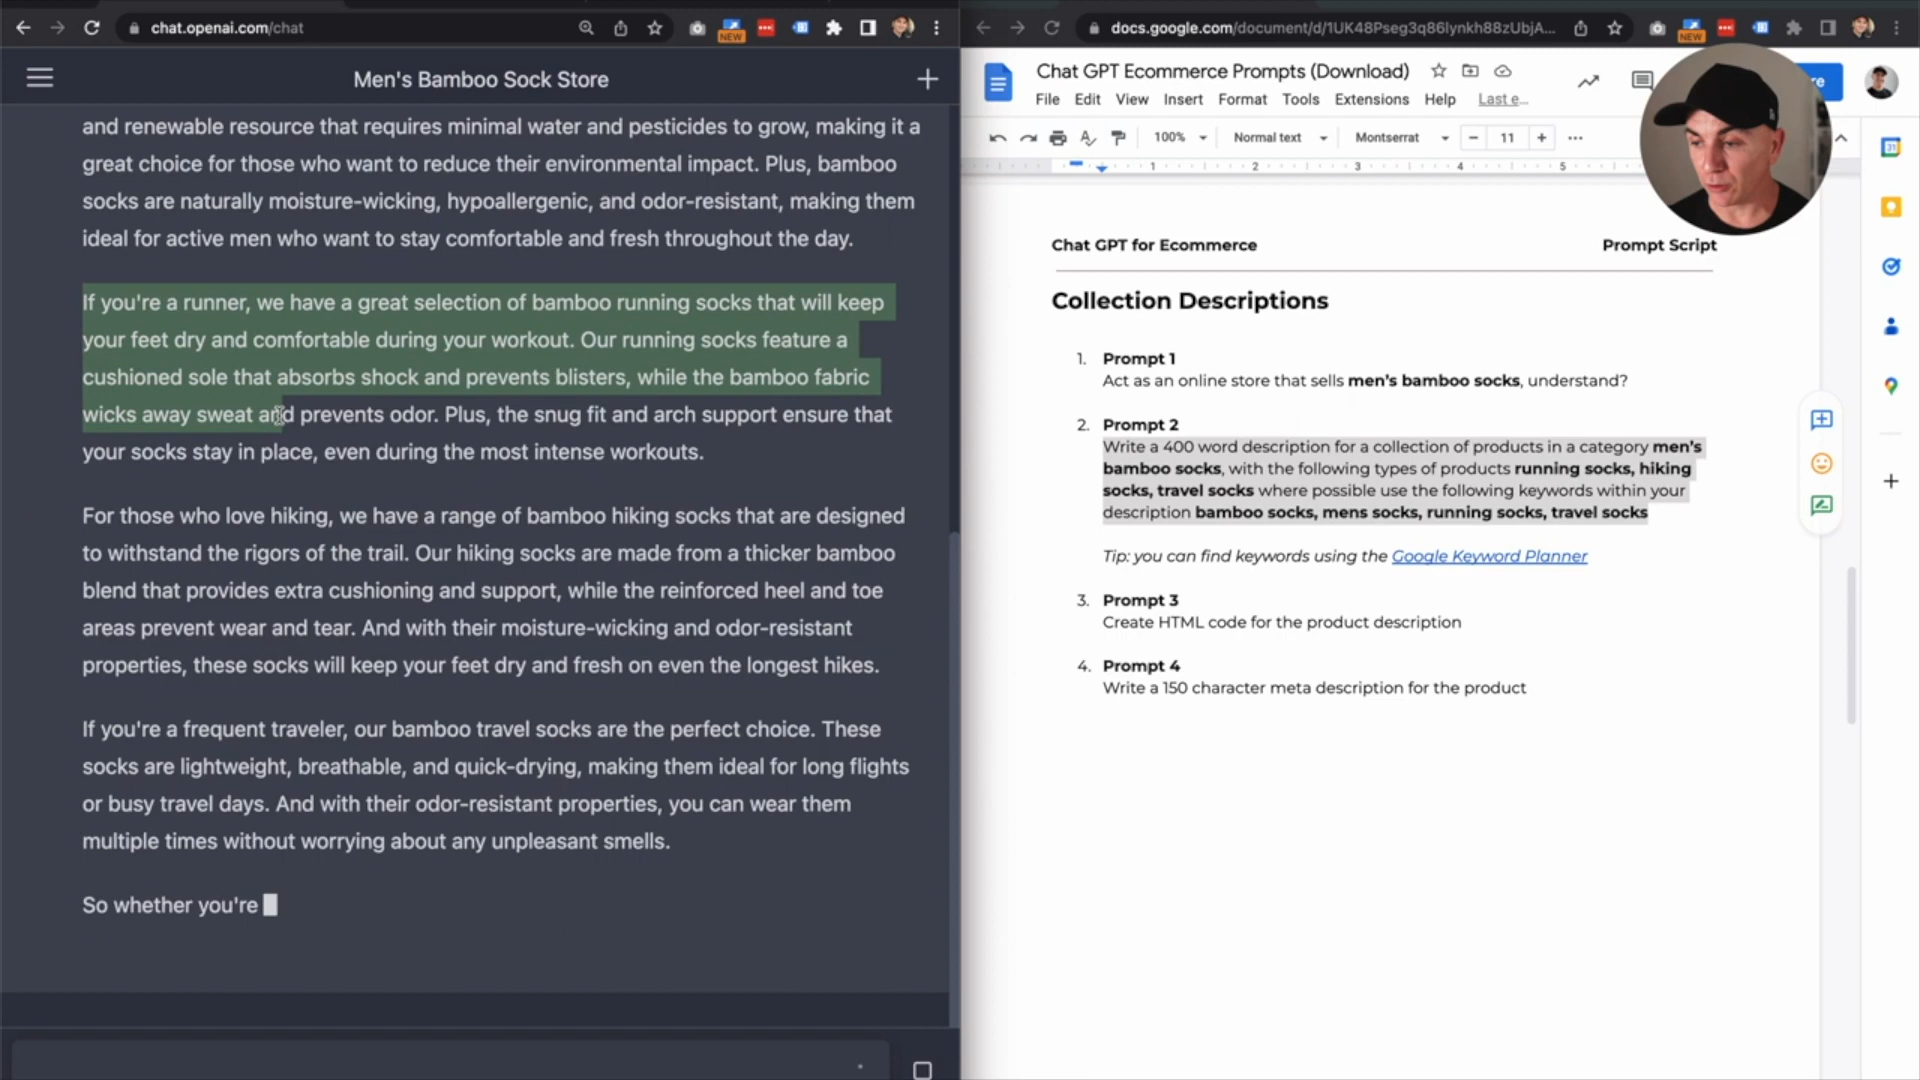 chat.openai.com/chat
NEW
Men's Bamboo Sock Store
and renewable resource that requires minimal water and pesticides to grow, making it a
great choice for those who want to reduce their environmental impact. Plus, bamboo
socks are naturally moisture-wicking, hypoallergenic, and odor-resistant, making them
ideal for active men who want to stay comfortable and fresh throughout the day.
If you're a runner, we have a great selection of bamboo running socks that will keep
your feet dry and comfortable during your workout. Our running socks feature a
cushioned sole that absorbs shock and prevents blisters, while the bamboo fabric
wicks away sweat and prevents odor. Plus, the snug fit and arch support ensure that
your socks stay in place, even during the most intense workouts.
For those who love hiking, we have a range of bamboo hiking socks that are designed
to withstand the rigors of the trail. Our hiking socks are made from a thicker bamboo
blend that provides extra cushioning and support, while the reinforced heel and toe
areas prevent wear and tear. And with their moisture-wicking and odor-resistant
properties, these socks will keep your feet dry and fresh on even the longest hikes.
If you're a frequent traveler, our bamboo travel socks are the perfect choice. These
socks are lightweight, breathable, and quick-drying, making them ideal for long flights
or busy travel days. And with their odor-resistant properties, you can wear them
multiple times without worrying about any unpleasant smells.
So whether you're
docs.google.com/document/d/1UK48Pseg3q86lynkh88zUbjA...
NEW
Chat GPT Ecommerce Prompts (Download)
File Edit View Insert Format Tools Extensions Help Last e...
100% Normal text Montserrat 11
1 2 3 4 5
Chat GPT for Ecommerce Prompt Script
Collection Descriptions
1. Prompt 1
Act as an online store that sells men's bamboo socks, understand?
2. Prompt 2
Write a 400 word description for a collection of products in a category men's
bamboo socks, with the following types of products running socks, hiking
socks, travel socks where possible use the following keywords within your
description bamboo socks, mens socks, running socks, travel socks
Tip: you can find keywords using the Google Keyword Planner
3. Prompt 3
Create HTML code for the product description
4. Prompt 4
Write a 150 character meta description for the product